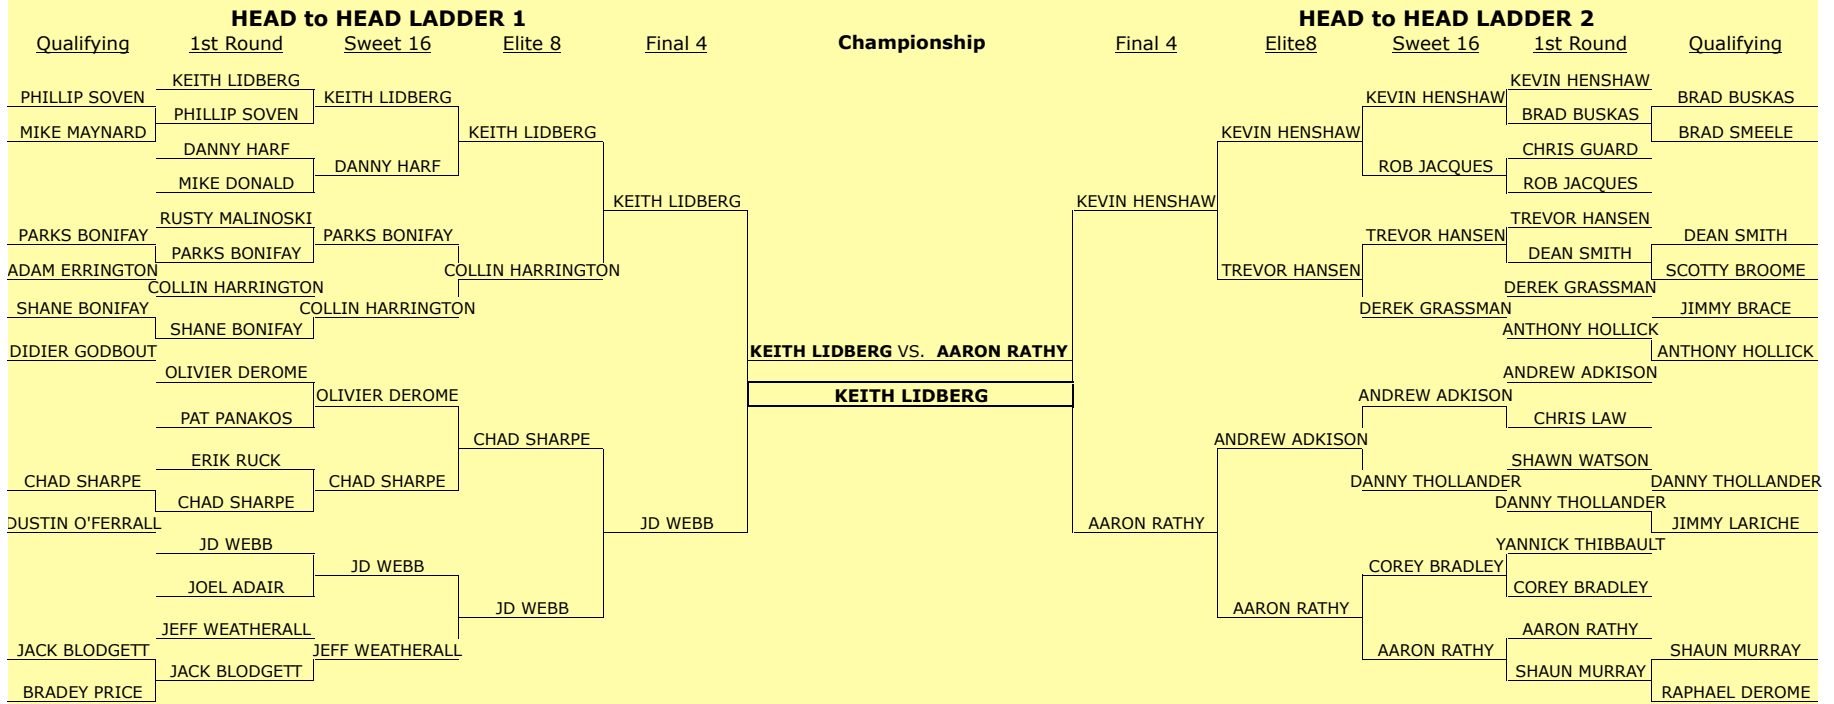 HEAD to HEAD LADDER 1 HEAD to HEAD LADDER 2
Qualifying 1st Round Sweet 16 Elite 8 Final 4 Championship Final 4 Elite8 Sweet 16 1st Round Qualifying
KEITH LIDBERG KEVIN HENSHAW
PHILLIP SOVEN KEITH LIDBERG KEVIN HENSHAW BRAD BUSKAS
PHILLIP SOVEN BRAD BUSKAS
MIKE MAYNARD KEITH LIDBERG KEVIN HENSHAW BRAD SMEELE
DANNY HARF CHRIS GUARD
DANNY HARF ROB JACQUES
MIKE DONALD ROB JACQUES
KEITH LIDBERG KEVIN HENSHAW
RUSTY MALINOSKI TREVOR HANSEN
PARKS BONIFAY PARKS BONIFAY TREVOR HANSEN DEAN SMITH
PARKS BONIFAY DEAN SMITH
ADAM ERRINGTON COLLIN HARRINGTON TREVOR HANSEN SCOTTY BROOME
COLLIN HARRINGTON DEREK GRASSMAN
SHANE BONIFAY COLLIN HARRINGTON DEREK GRASSMAN JIMMY BRACE
SHANE BONIFAY ANTHONY HOLLICK
DIDIER GODBOUT KEITH LIDBERG VS. AARON RATHY ANTHONY HOLLICK
OLIVIER DEROME ANDREW ADKISON
OLIVIER DEROME KEITH LIDBERG ANDREW ADKISON
PAT PANAKOS CHRIS LAW
CHAD SHARPE ANDREW ADKISON
ERIK RUCK SHAWN WATSON
CHAD SHARPE CHAD SHARPE DANNY THOLLANDER DANNY THOLLANDER
CHAD SHARPE DANNY THOLLANDER
DUSTIN O'FERRALL JD WEBB AARON RATHY JIMMY LARICHE
JD WEBB YANNICK THIBBAULT
JD WEBB COREY BRADLEY
JOEL ADAIR COREY BRADLEY
JD WEBB AARON RATHY
JEFF WEATHERALL AARON RATHY
JACK BLODGETT JEFF WEATHERALL AARON RATHY SHAUN MURRAY
JACK BLODGETT SHAUN MURRAY
BRADEY PRICE RAPHAEL DEROME